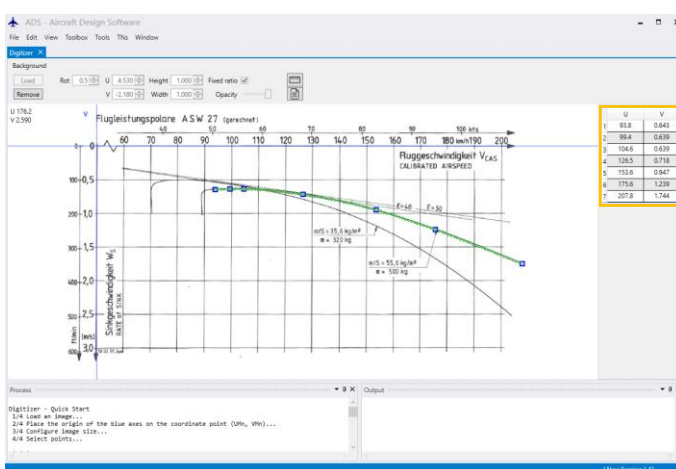 ADS - Aircraft Design Software
File Edit View Toolbox Tools This Window
Digitizer ×
Background
Load Rot 0.5 U 4.530 Height 1.000 Fixed ratio
Remove V -2.180 Width 1.000 Opacity
U 176.2
V 2.590
V
Flugleistungspolare ASW 27 (gerechnet)
40 50 60 70 80 90 100 kts
60 70 80 90 100 110 120 130 140 150 160 170 180 km/h 190 200
Fluggeschwindigkeit VCAS
CALIBRATED AIRSPEED
0 0
100 0,5
200 1,0
300 1,5
400 2,0
500 2,5
600 3,0
ft/min (m/s)
Sinkgeschwindigkeit WS
RATE of SINK
E=40 E=50
m/S = 35,6 kg/m²
m = 320 kg
m/S = 55,6 kg/m²
m = 500 kg
U V
1 93.8 0.643
2 99.4 0.639
3 104.6 0.639
4 126.5 0.718
5 153.6 0.947
6 175.6 1.239
7 207.8 1.744
Process
Output
Digitizer - Quick Start
1/4 Load an image...
2/4 Place the origin of the blue axes on the coordinate point (UMn, VMn)...
3/4 Configure image size...
4/4 Select points...